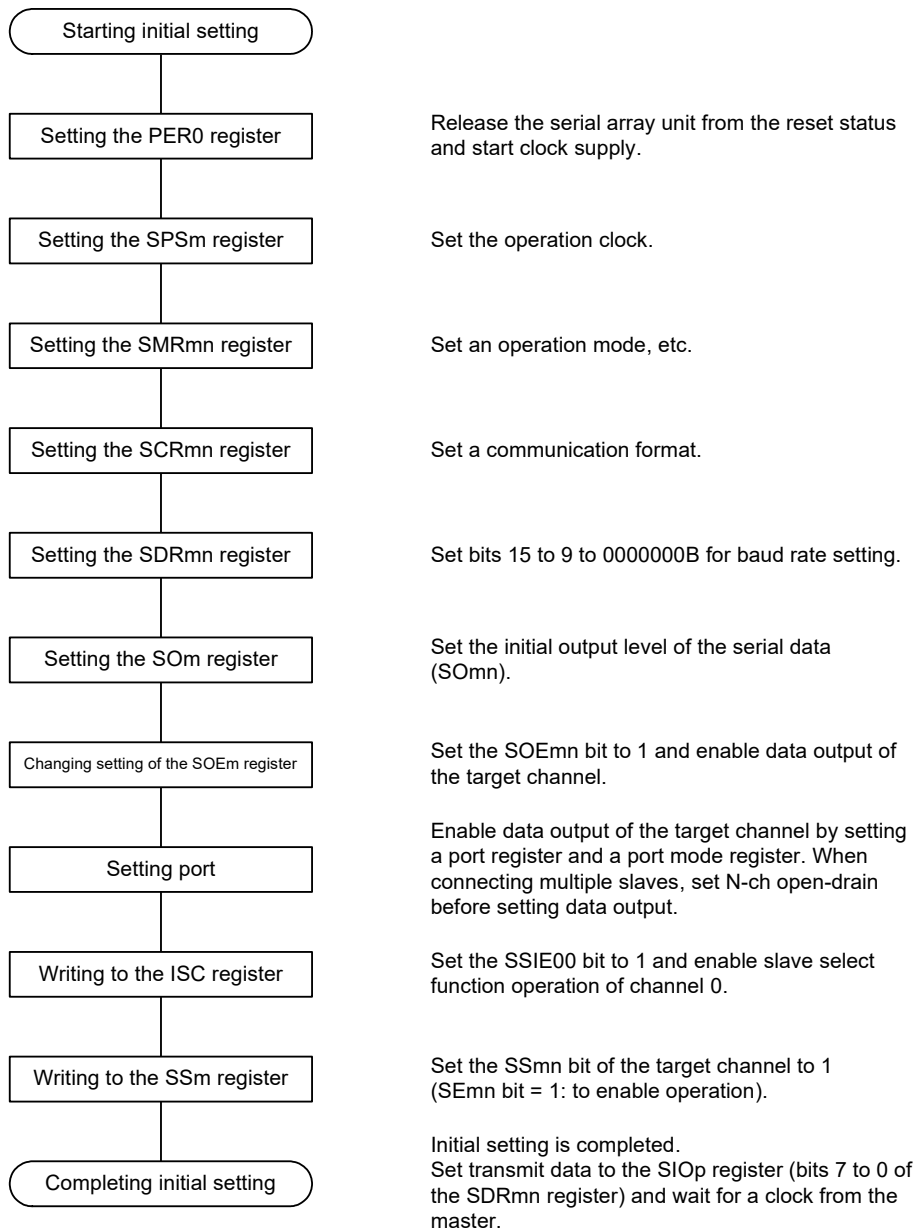 Starting initial setting
Setting the PER0 register
Release the serial array unit from the reset status
and start clock supply.
Setting the SPSm register
Set the operation clock.
Setting the SMRmn register
Set an operation mode, etc.
Setting the SCRmn register
Set a communication format.
Setting the SDRmn register
Set bits 15 to 9 to 0000000B for baud rate setting.
Setting the SOm register
Set the initial output level of the serial data
(SOmn).
Changing setting of the SOEm register
Set the SOEmn bit to 1 and enable data output of
the target channel.
Setting port
Enable data output of the target channel by setting
a port register and a port mode register. When
connecting multiple slaves, set N-ch open-drain
before setting data output.
Writing to the ISC register
Set the SSIE00 bit to 1 and enable slave select
function operation of channel 0.
Writing to the SSm register
Set the SSmn bit of the target channel to 1
(SEmn bit = 1: to enable operation).
Completing initial setting
Initial setting is completed.
Set transmit data to the SIOp register (bits 7 to 0 of
the SDRmn register) and wait for a clock from the
master.